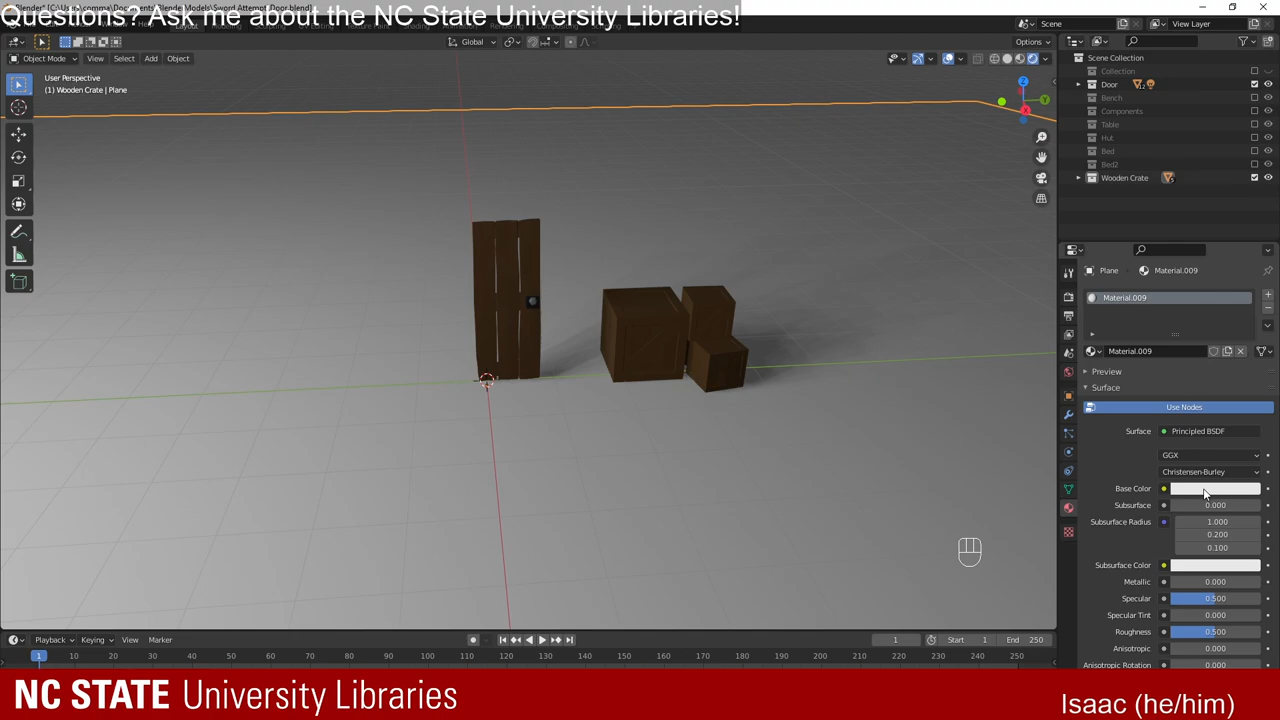 Questions? Ask me about the NC State University Libraries!
Scene
View Layer
Global
Options
Object Mode
View
Select
Add
Object
User Perspective
(1) Wooden Crate | Plane
Scene Collection
Collection
Door
Bench
Components
Table
Hut
Bed
Bed2
Wooden Crate
Plane
Material.009
Material.009
Material.009
Preview
Surface
Use Nodes
Surface
Principled BSDF
GGX
Christensen-Burley
Base Color
Subsurface
0.000
Subsurface Radius
1.000
0.200
0.100
Subsurface Color
Metallic
0.000
Specular
0.500
Specular Tint
0.000
Roughness
0.500
Anisotropic
0.000
Anisotropic Rotation
0.000
Playback
Keying
View
Marker
1
Start
1
End
250
1
10
20
30
40
50
60
70
80
90
100
110
120
130
140
150
160
170
180
190
200
210
220
230
240
250
NC STATE University Libraries
Isaac (he/him)